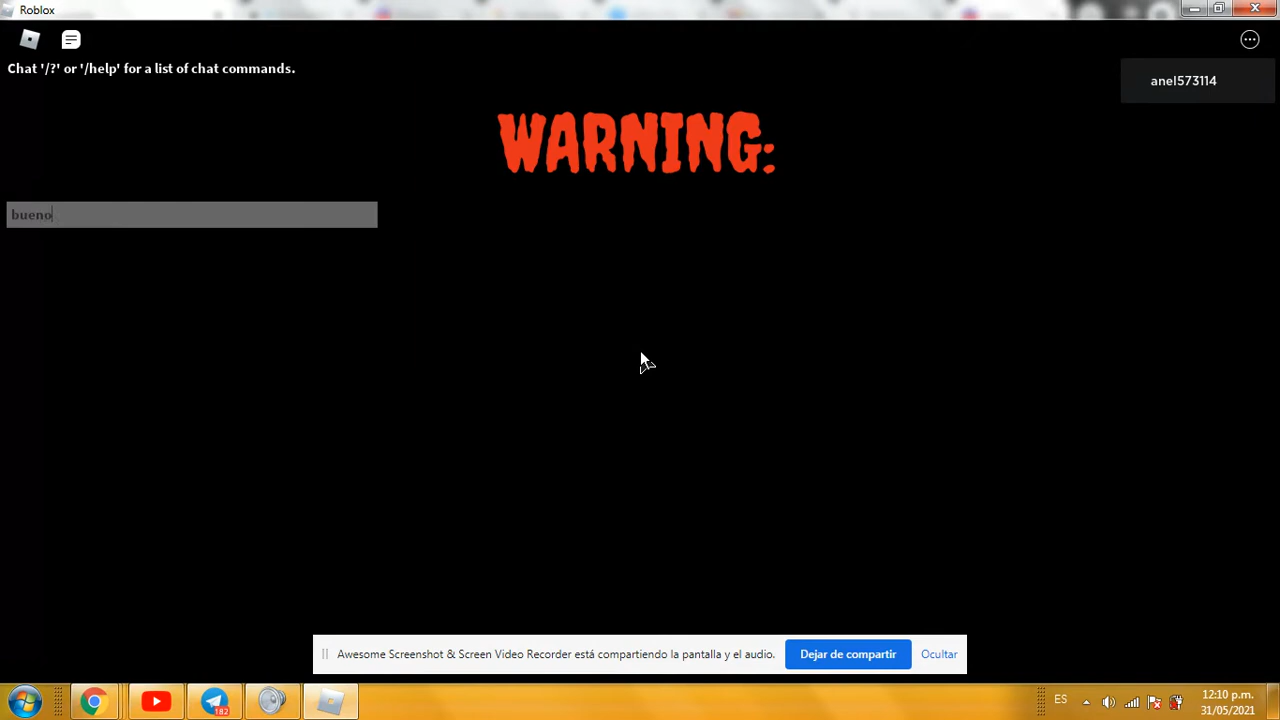 Roblox
Chat '/?' or '/help' for a list of chat commands.
anel573114
WARNING:
bueno
Awesome Screenshot & Screen Video Recorder está compartiendo la pantalla y el audio.
Dejar de compartir
Ocultar
182
ES
12:10 p.m.
31/05/2021